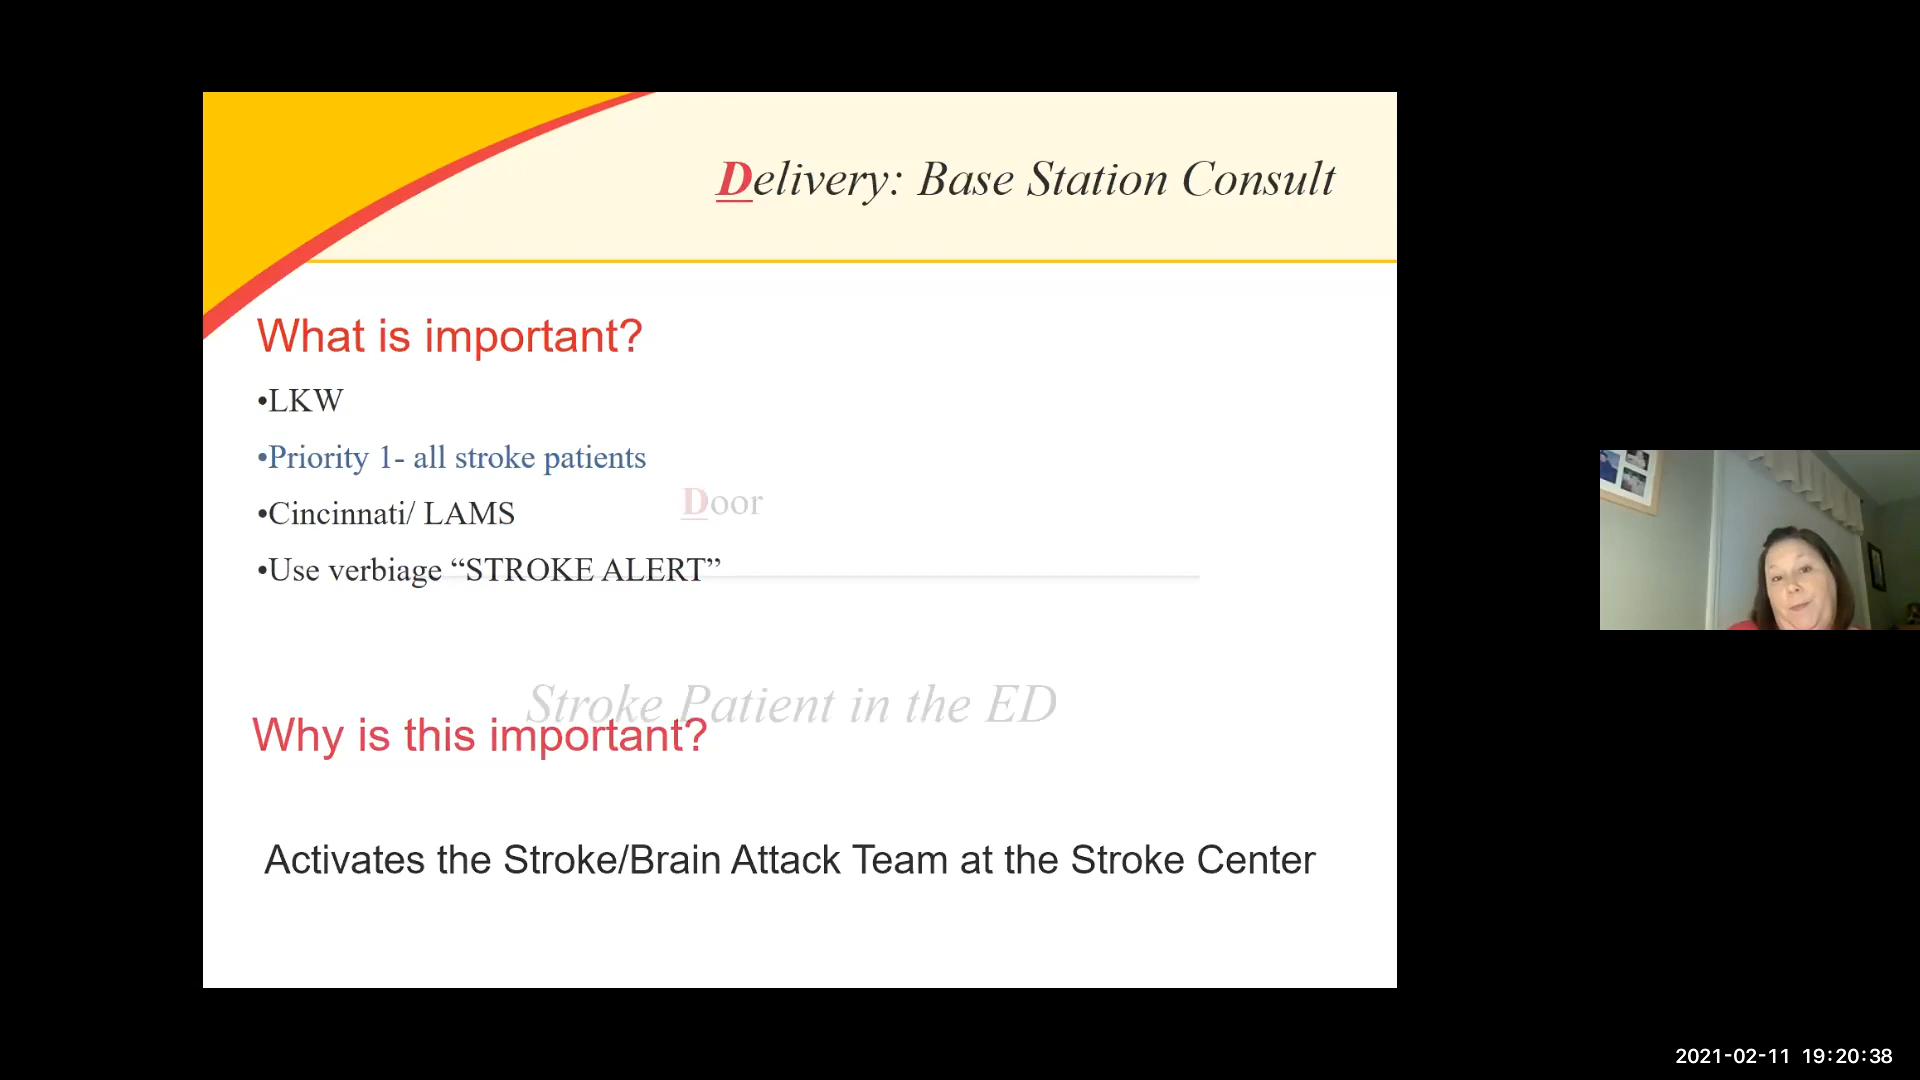 Delivery: Base Station Consult
What is important?
•LKW
•Priority 1- all stroke patients
Door
•Cincinnati/ LAMS
•Use verbiage “STROKE ALERT”
Stroke Patient in the ED
Why is this important?
Activates the Stroke/Brain Attack Team at the Stroke Center
2021-02-11 19:20:38